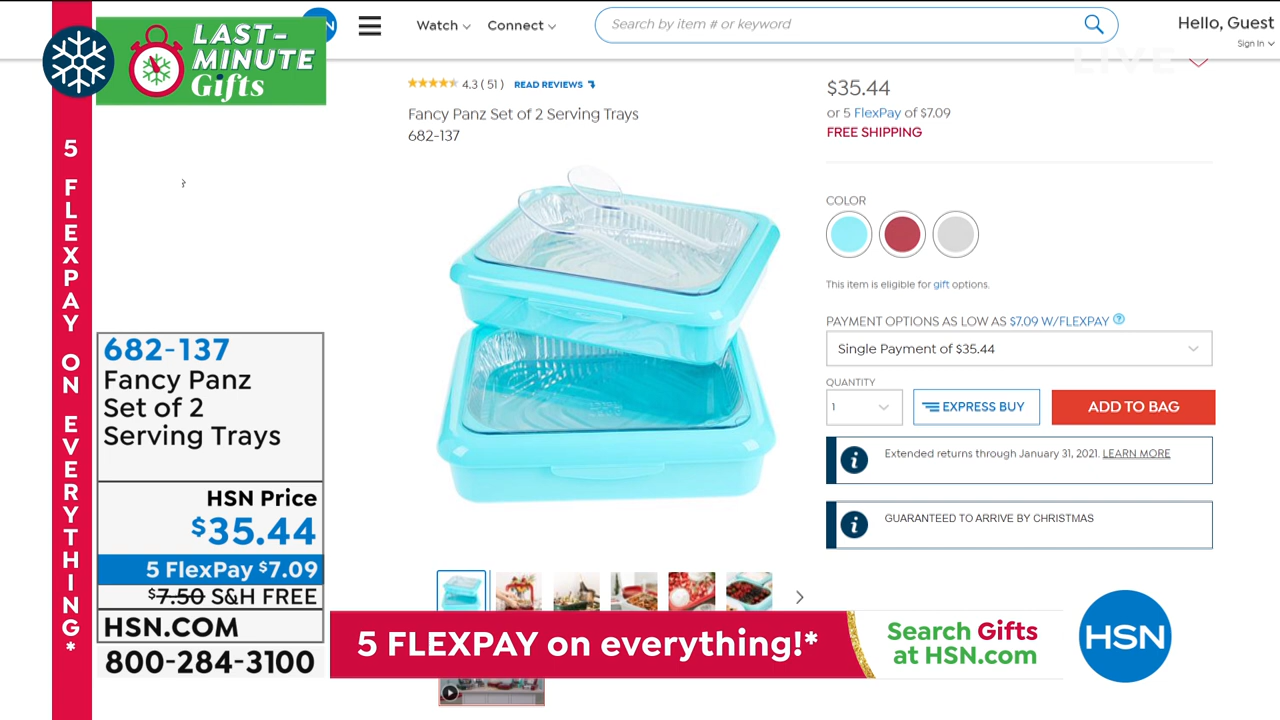 LAST-
MINUTE
Gifts
5 FLEXPAY ON EVERYTHING*
Watch
Connect
Search by item # or keyword
Hello, Guest
Sign In
LIVE
4.3 ( 51 ) READ REVIEWS
Fancy Panz Set of 2 Serving Trays
682-137
$35.44
or 5 FlexPay of $7.09
FREE SHIPPING
COLOR
This item is eligible for gift options.
PAYMENT OPTIONS AS LOW AS $7.09 W/FLEXPAY ?
Single Payment of $35.44
QUANTITY
1
EXPRESS BUY
ADD TO BAG
i Extended returns through January 31, 2021. LEARN MORE
i GUARANTEED TO ARRIVE BY CHRISTMAS
682-137
Fancy Panz
Set of 2
Serving Trays
HSN Price
$35.44
5 FlexPay $7.09
$7.50 S&H FREE
HSN.COM
800-284-3100
5 FLEXPAY on everything!*
Search Gifts
at HSN.com
HSN